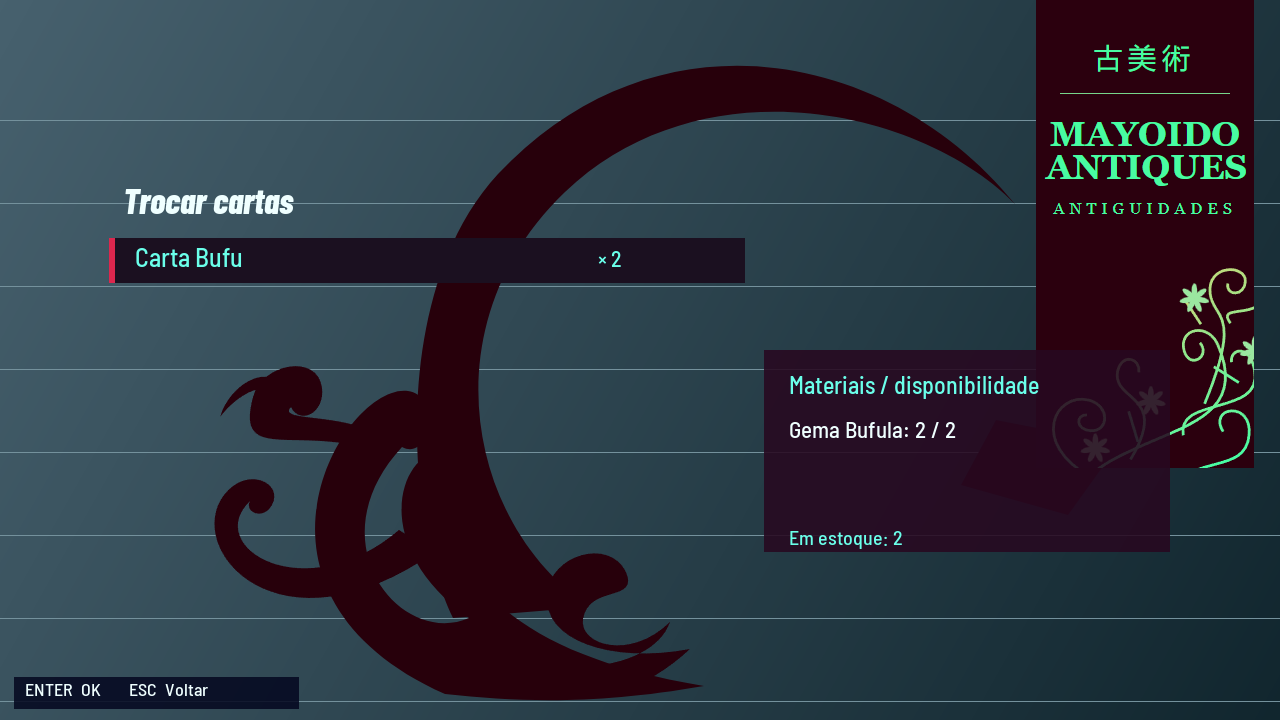 古美術
MAYOIDO
ANTIQUES
ANTIGUIDADES
Trocar cartas
Carta Bufu × 2
Materiais / disponibilidade
Gema Bufula: 2 / 2
Em estoque: 2
ENTER OK ESC Voltar